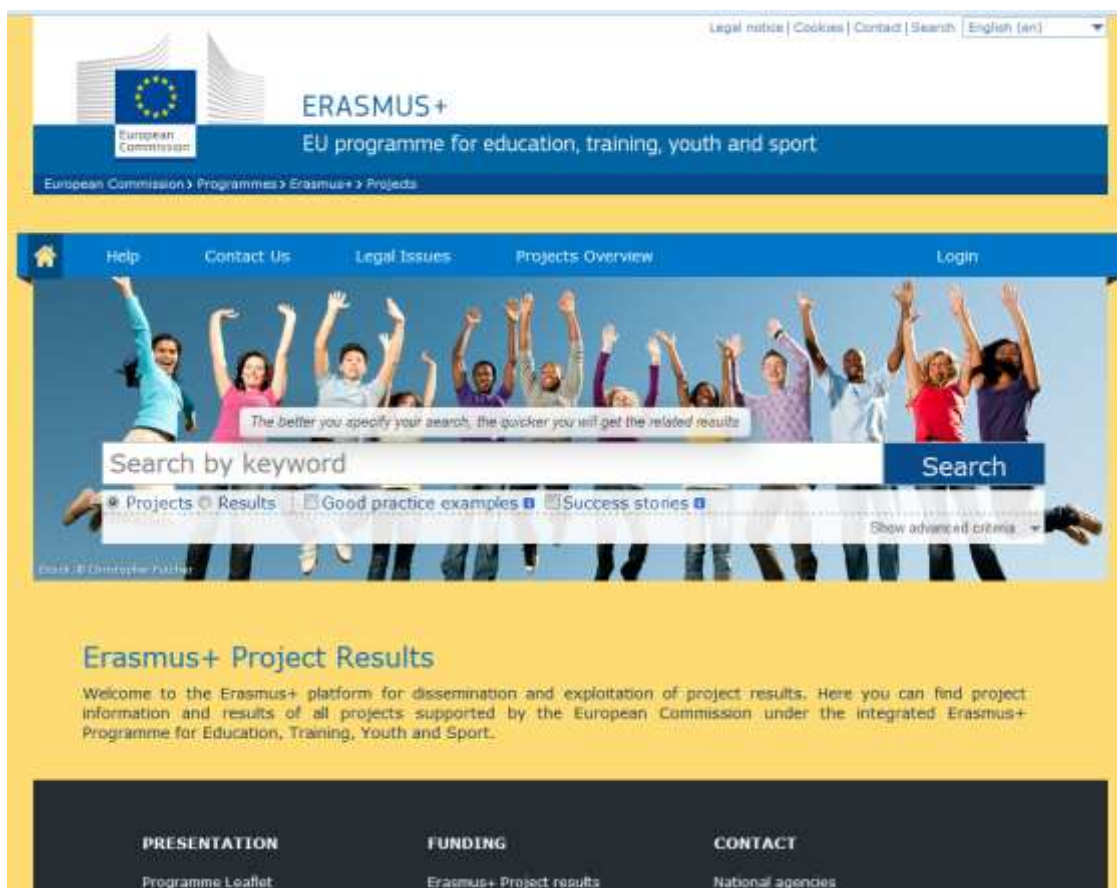 Legal notice | Cookies | Contact | Search English (en)
European
Commission
ERASMUS+
EU programme for education, training, youth and sport
European Commission > Programmes > Erasmus+ > Projects
Help Contact Us Legal Issues Projects Overview Login
The better you specify your search, the quicker you will get the related results
Search by keyword Search
Projects Results Good practice examples Success stories
Show advanced criteria
© Christopher Futcher
Erasmus+ Project Results
Welcome to the Erasmus+ platform for dissemination and exploitation of project results. Here you can find project
information and results of all projects supported by the European Commission under the integrated Erasmus+
Programme for Education, Training, Youth and Sport.
PRESENTATION FUNDING CONTACT
Programme Leaflet Erasmus+ Project results National agencies